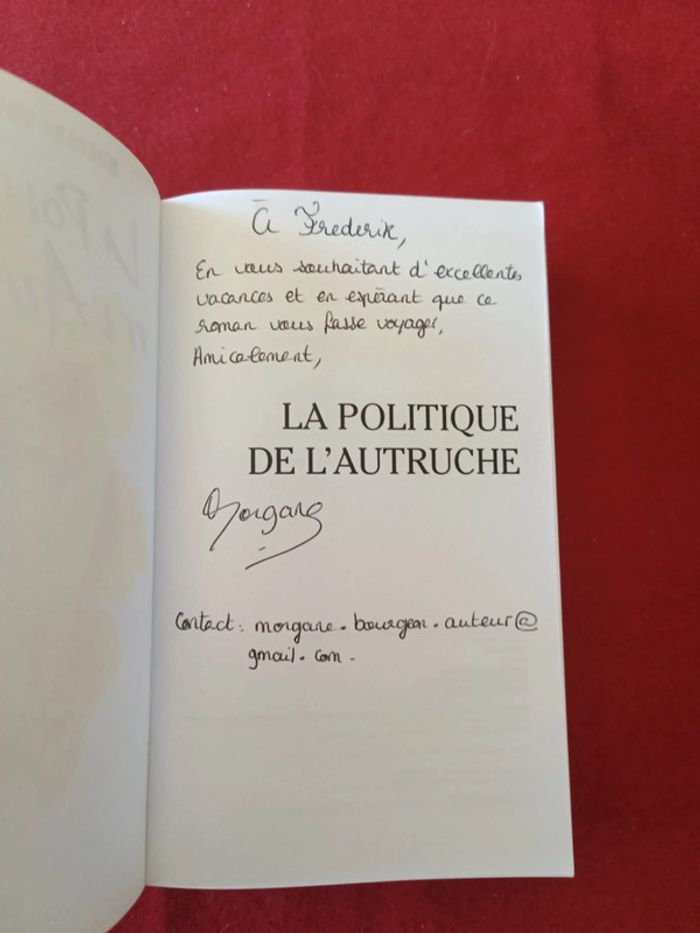 À Frederik,
En vous souhaitant d'excellentes
vacances et en espérant que ce
roman vous fasse voyager,
Amicalement,
LA POLITIQUE
DE L'AUTRUCHE
Morgane
Contact : morgane.bourgeon.auteur@
gmail.com.